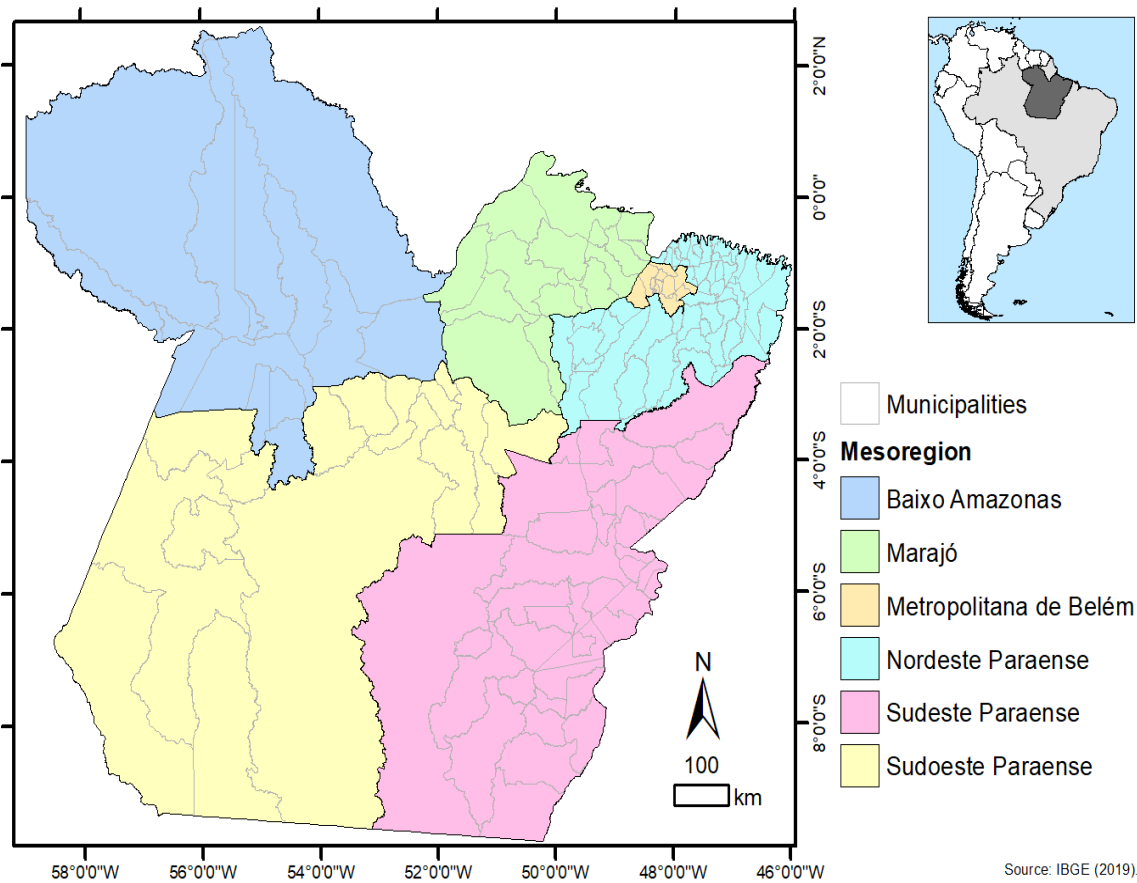 2°0'0"N
0°0'0"
2°0'0"S
4°0'0"S
6°0'0"S
8°0'0"S
58°0'0"W
56°0'0"W
54°0'0"W
52°0'0"W
50°0'0"W
48°0'0"W
46°0'0"W
N
100
km
Municipalities
Mesoregion
Baixo Amazonas
Marajó
Metropolitana de Belém
Nordeste Paraense
Sudeste Paraense
Sudoeste Paraense
Source: IBGE (2019).